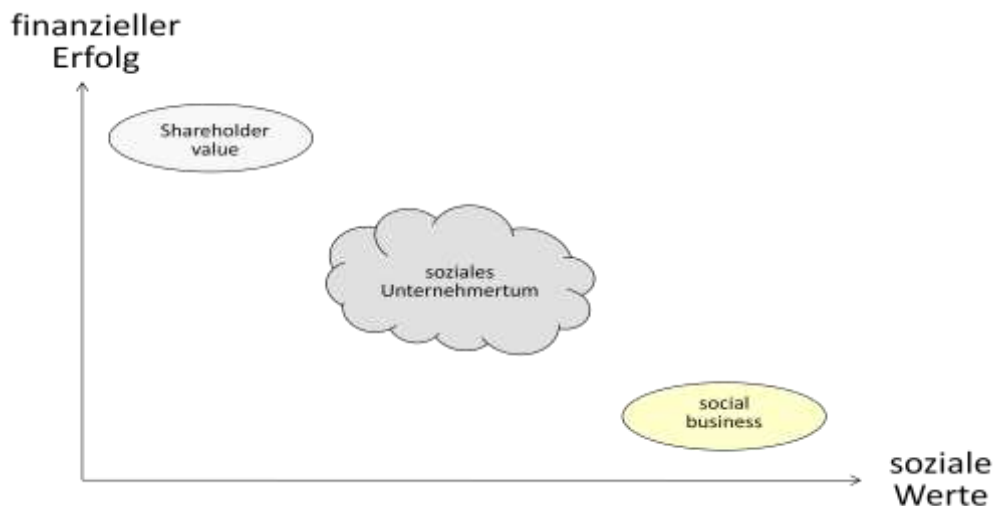 finanzieller
Erfolg
Shareholder
value
soziales
Unternehmertum
social
business
soziale
Werte